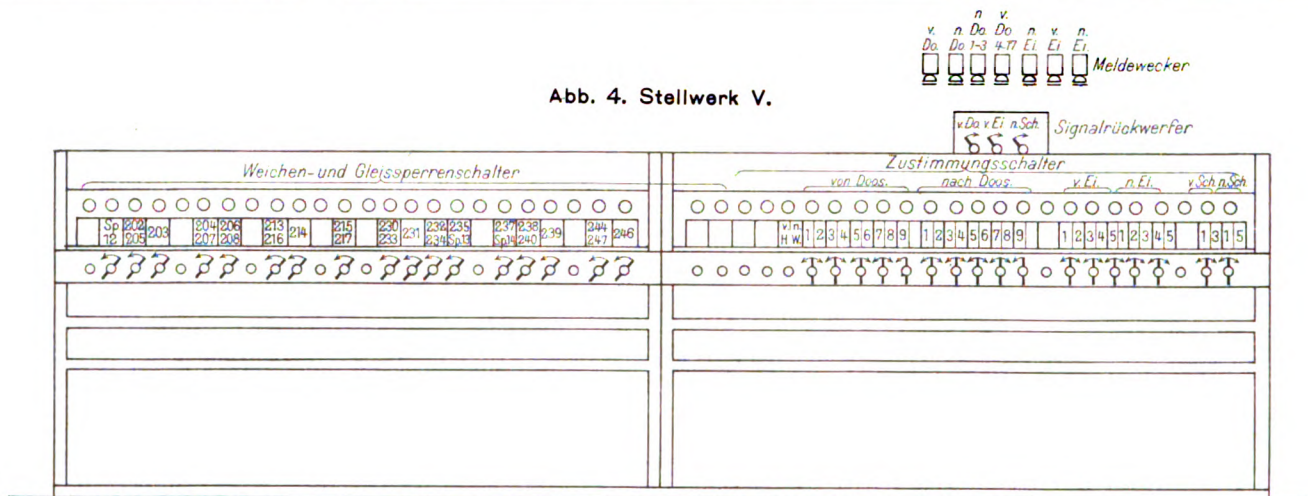 n v.
v. n. Do. Do n. v. n.
Do. Do 1-3 4-17 Ei. Ei Ei.
Meldewecker
Abb. 4. Stellwerk V.
v.Do v.Ei n.Sch. Signalrückwerfer
Weichen- und Gleissperrenschalter
Zustimmungsschalter
von Doos. nach Doos. v.Ei. n.Ei. v.Sch n.Sch
Sp 202 203 204 206 213 214 215 230 231 232 235 237 238 239 244 246
12 205 207 208 216 217 233 234 Sp.13 Sp.14 240 247
v. n. 1 2 3 4 5 6 7 8 9 1 2 3 4 5 6 7 8 9 1 2 3 4 5 1 2 3 4 5 1 3 1 5
H W.